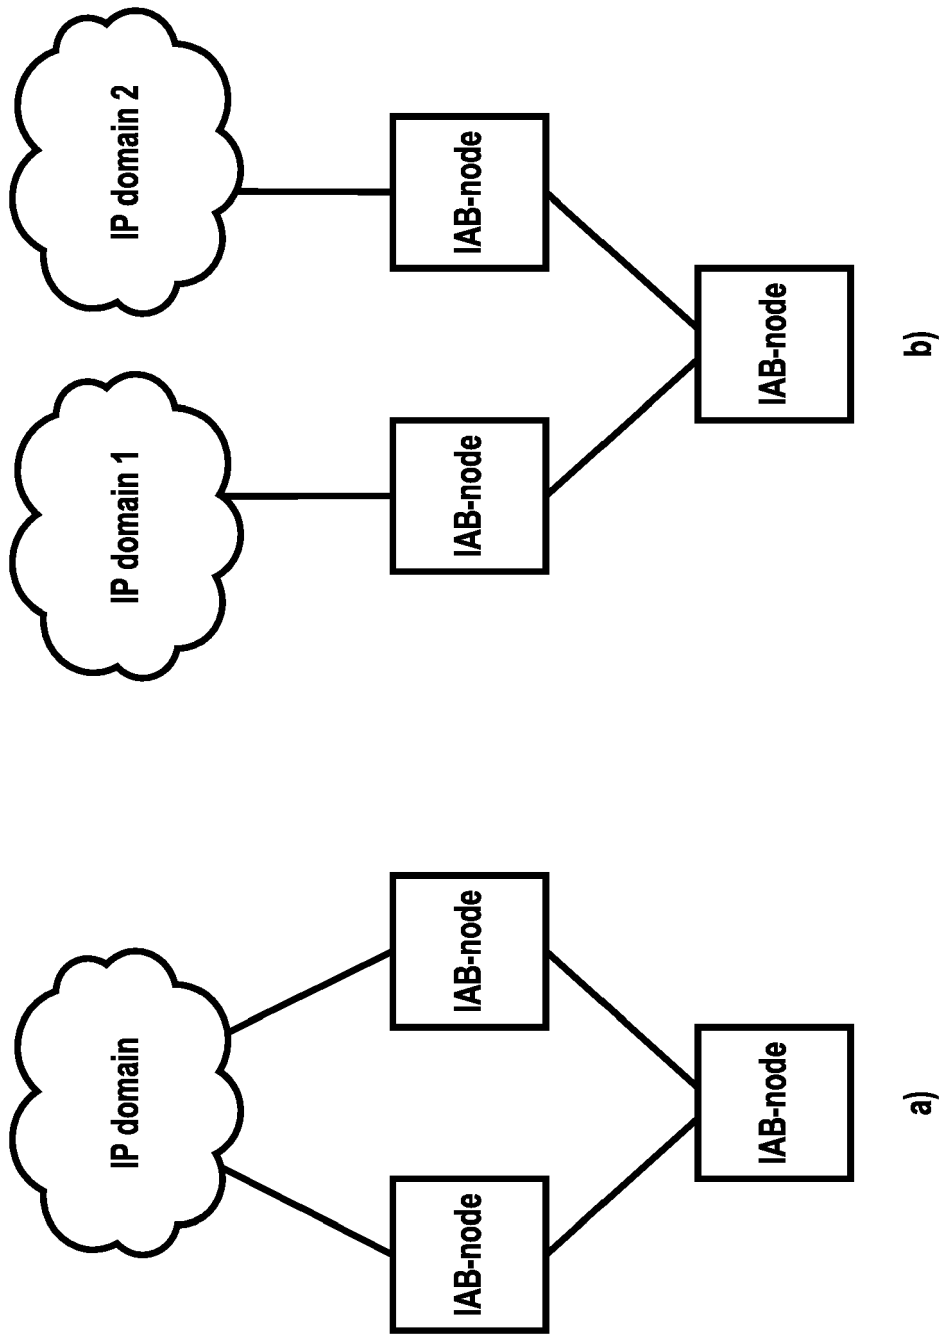 IP domain
IAB-node
IAB-node
IAB-node
a)
IP domain 1
IP domain 2
IAB-node
IAB-node
IAB-node
b)